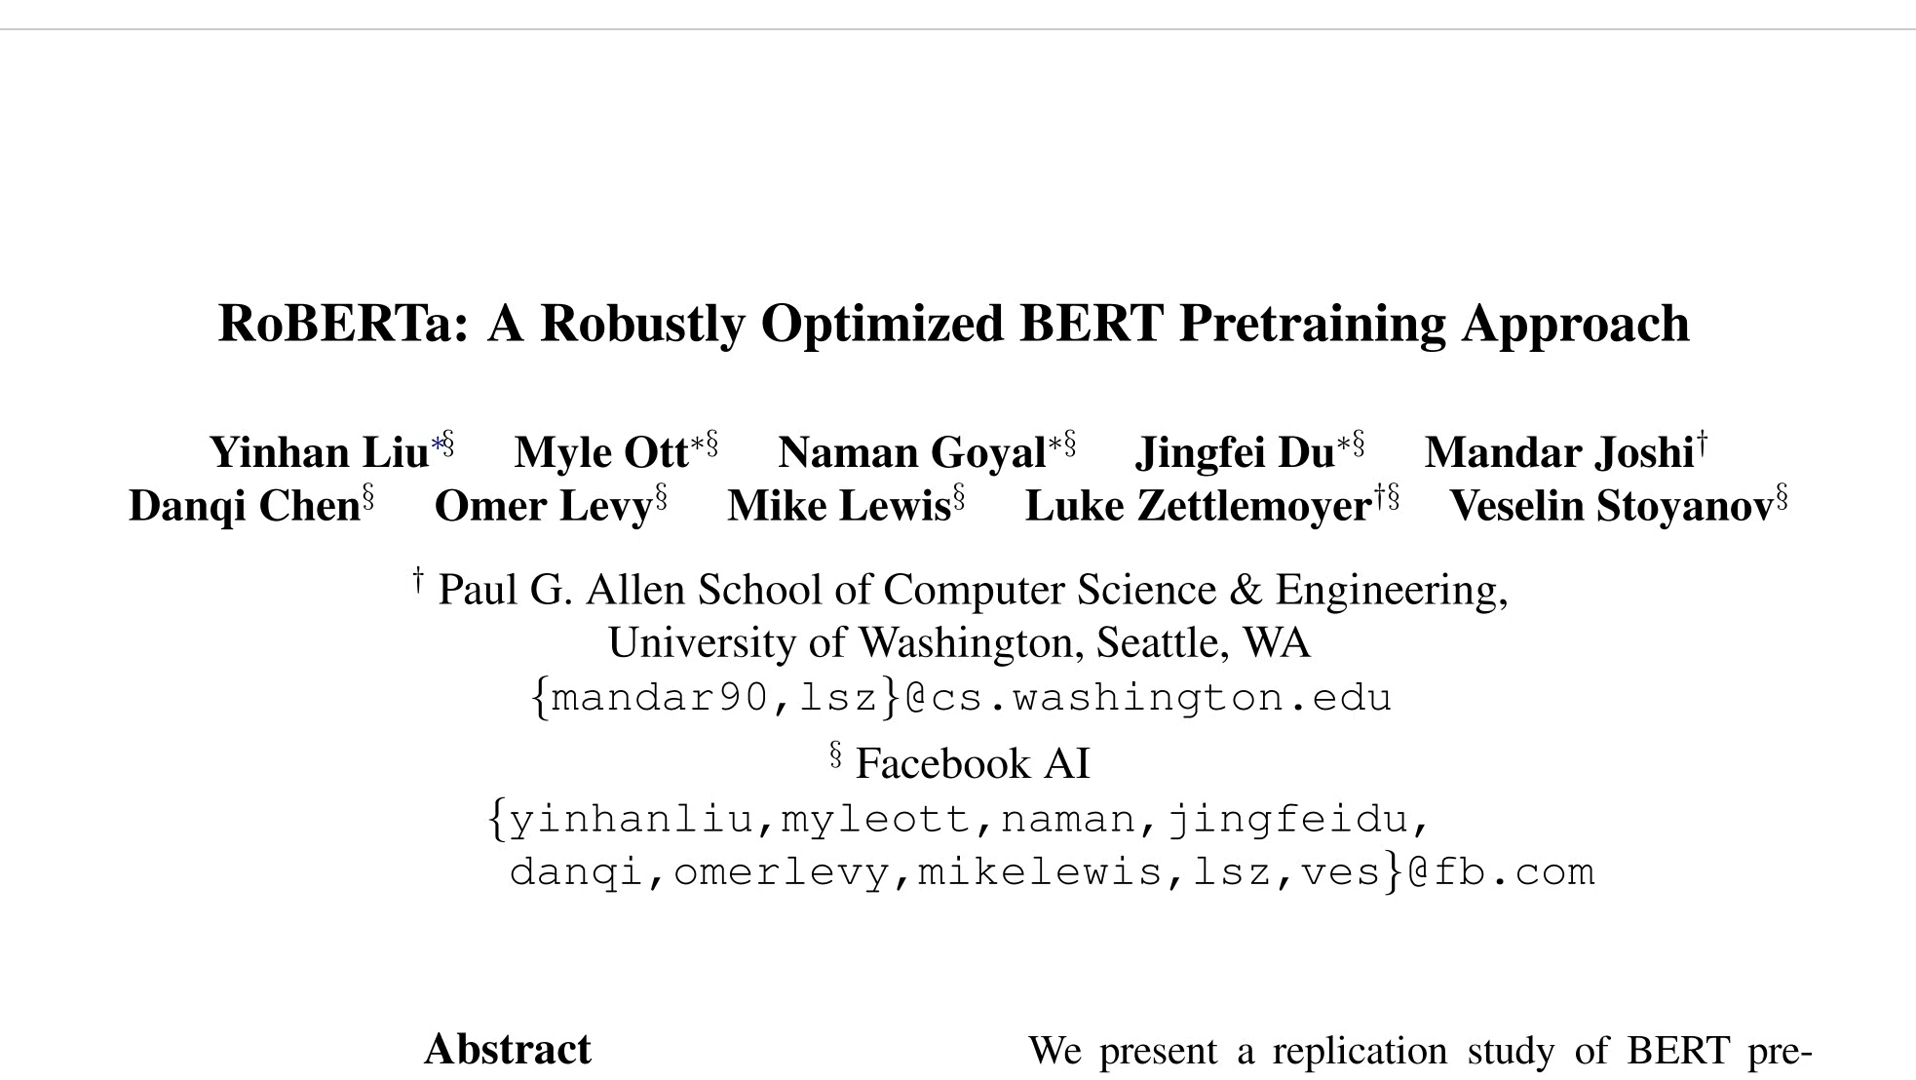 RoBERTa: A Robustly Optimized BERT Pretraining Approach
Yinhan Liu*§ Myle Ott*§ Naman Goyal*§ Jingfei Du*§ Mandar Joshi†
Danqi Chen§ Omer Levy§ Mike Lewis§ Luke Zettlemoyer†§ Veselin Stoyanov§
† Paul G. Allen School of Computer Science & Engineering,
University of Washington, Seattle, WA
{mandar90,lsz}@cs.washington.edu
§ Facebook AI
{yinhanliu,myleott,naman,jingfeidu,
danqi,omerlevy,mikelewis,lsz,ves}@fb.com
Abstract
We present a replication study of BERT pre-